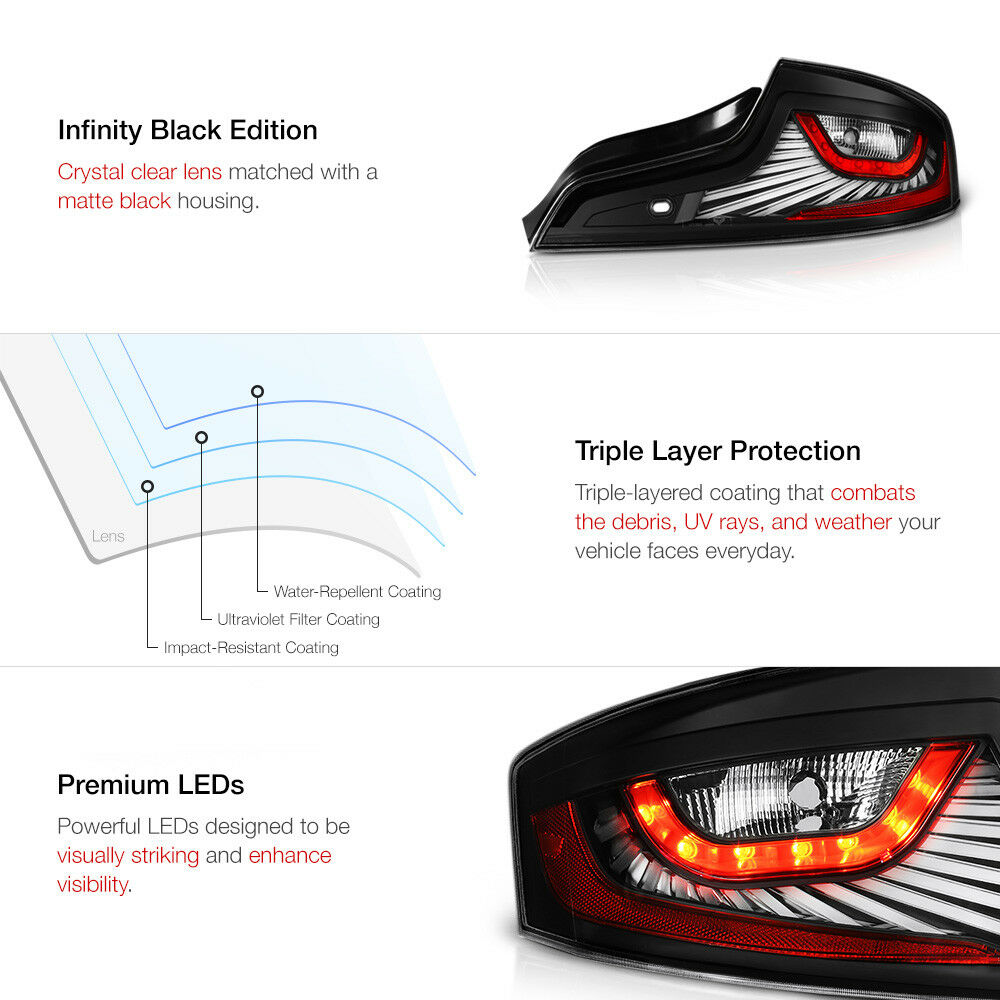 Infinity Black Edition
Crystal clear lens matched with a
matte black housing.
Lens
Water-Repellent Coating
Ultraviolet Filter Coating
Impact-Resistant Coating
Triple Layer Protection
Triple-layered coating that combats
the debris, UV rays, and weather your
vehicle faces everyday.
Premium LEDs
Powerful LEDs designed to be
visually striking and enhance
visibility.